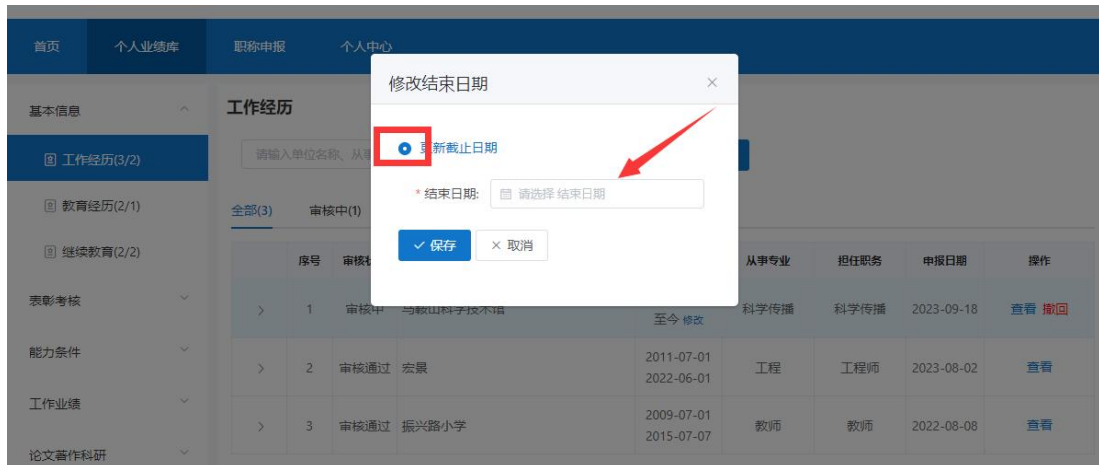 首页 个人业绩库 职称申报 个人中心
修改结束日期
基本信息
工作经历
工作经历(3/2)
请输入单位名称、从事
更新截止日期
* 结束日期: 请选择 结束日期
教育经历(2/1)
全部(3) 审核中(1)
保存 取消
继续教育(2/2)
序号 审核状 从事专业 担任职务 申报日期 操作
表彰考核
1 审核中 马鞍山科学技术馆 至今 修改 科学传播 科学传播 2023-09-18 查看 撤回
能力条件
2 审核通过 宏景 2011-07-01 2022-06-01 工程 工程师 2023-08-02 查看
工作业绩
3 审核通过 振兴路小学 2009-07-01 2015-07-07 教师 教师 2022-08-08 查看
论文著作科研